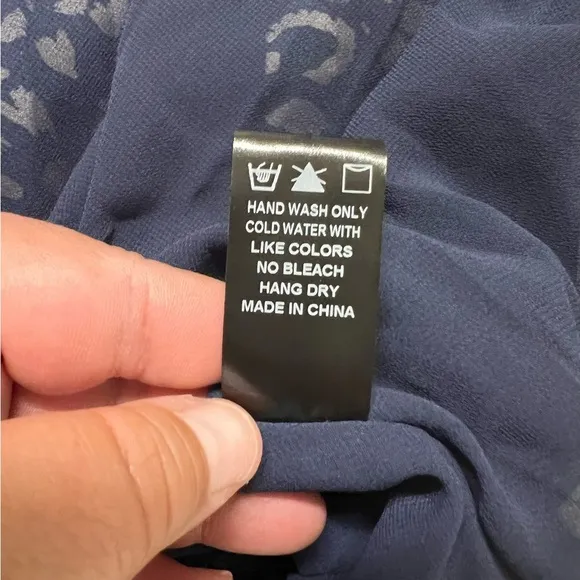 HAND WASH ONLY
COLD WATER WITH
LIKE COLORS
NO BLEACH
HANG DRY
MADE IN CHINA